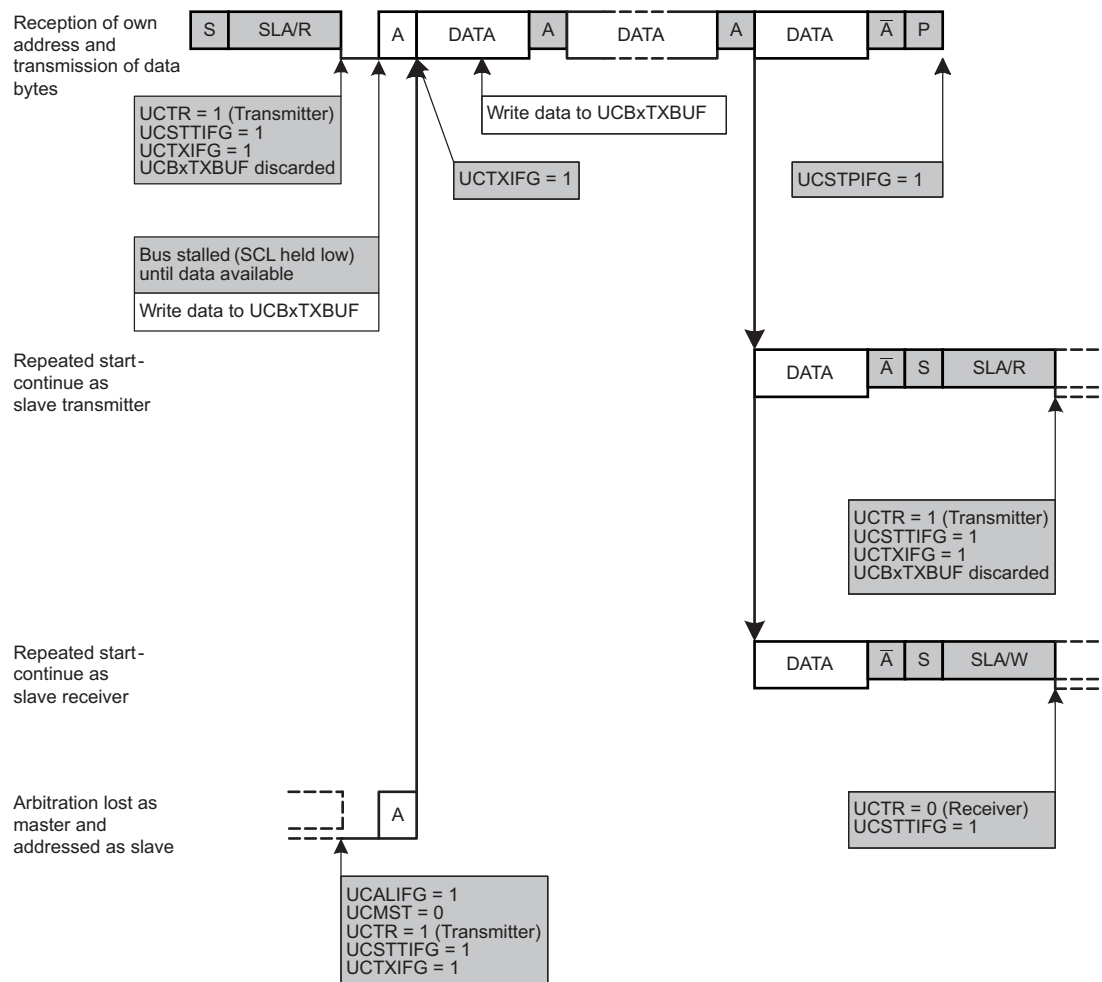 Reception of own
address and
transmission of data
bytes
S SLA/R A DATA A DATA A DATA A̅ P
UCTR = 1 (Transmitter)
UCSTTIFG = 1
UCTXIFG = 1
UCBxTXBUF discarded
Write data to UCBxTXBUF
UCTXIFG = 1
UCSTPIFG = 1
Bus stalled (SCL held low)
until data available
Write data to UCBxTXBUF
Repeated start-
continue as
slave transmitter
DATA A̅ S SLA/R
UCTR = 1 (Transmitter)
UCSTTIFG = 1
UCTXIFG = 1
UCBxTXBUF discarded
Repeated start-
continue as
slave receiver
DATA A̅ S SLA/W
UCTR = 0 (Receiver)
UCSTTIFG = 1
Arbitration lost as
master and
addressed as slave
A
UCALIFG = 1
UCMST = 0
UCTR = 1 (Transmitter)
UCSTTIFG = 1
UCTXIFG = 1